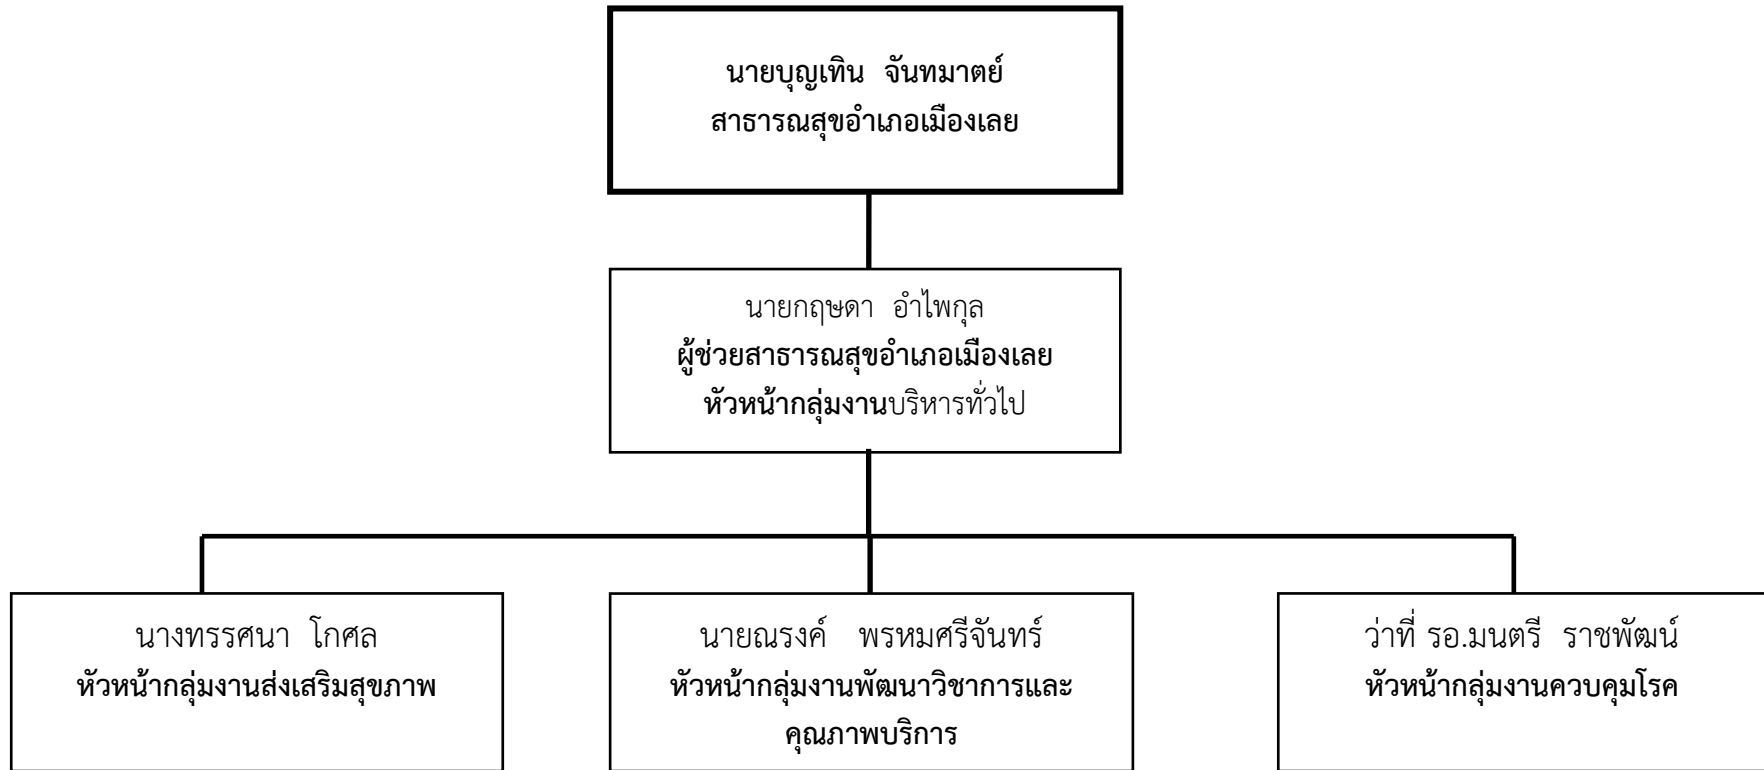 นายบุญเทิน จันทมาตย์
สาธารณสุขอำเภอเมืองเลย
นายกฤษดา อำไพกุล
ผู้ช่วยสาธารณสุขอำเภอเมืองเลย
หัวหน้ากลุ่มงานบริหารทั่วไป
นางทรรศนา โกศล
หัวหน้ากลุ่มงานส่งเสริมสุขภาพ
นายณรงค์ พรหมศรีจันทร์
หัวหน้ากลุ่มงานพัฒนาวิชาการและ
คุณภาพบริการ
ว่าที่ รอ.มนตรี ราชพัฒน์
หัวหน้ากลุ่มงานควบคุมโรค